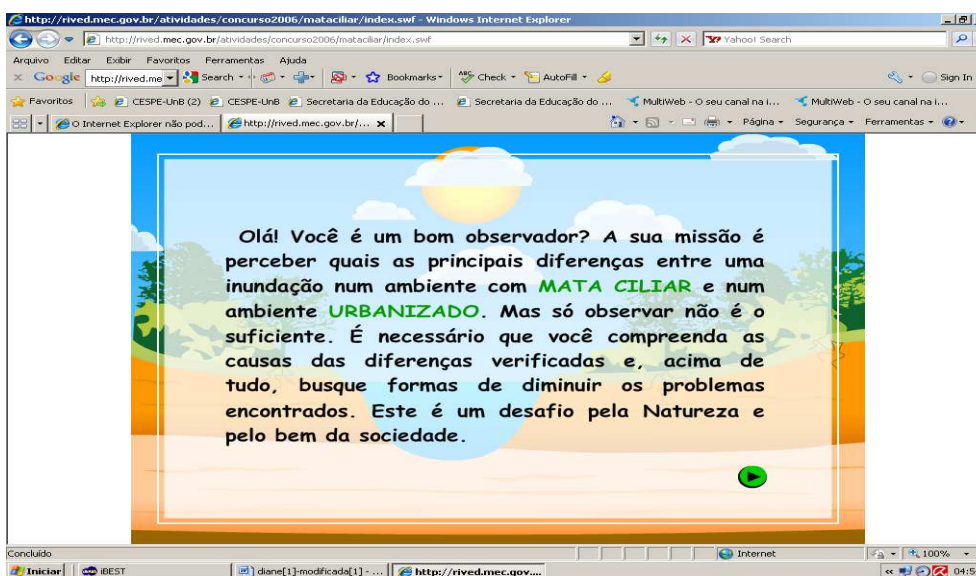 http://rived.mec.gov.br/atividades/concurso2006/mataciliar/index.swf - Windows Internet Explorer
http://rived.mec.gov.br/atividades/concurso2006/mataciliar/index.swf
Yahoo! Search
Arquivo Editar Exibir Favoritos Ferramentas Ajuda
Google http://rived.me Search Bookmarks Check AutoFill Sign In
Favoritos CESPE-UnB (2) CESPE-UnB Secretaria da Educação do ... Secretaria da Educação do ... MultiWeb - O seu canal na i... MultiWeb - O seu canal na i...
O Internet Explorer não pod... http://rived.mec.gov.br/... Página Segurança Ferramentas
Olá! Você é um bom observador? A sua missão é
perceber quais as principais diferenças entre uma
inundação num ambiente com MATA CILIAR e num
ambiente URBANIZADO. Mas só observar não é o
suficiente. É necessário que você compreenda as
causas das diferenças verificadas e, acima de
tudo, busque formas de diminuir os problemas
encontrados. Este é um desafio pela Natureza e
pelo bem da sociedade.
Concluído Internet 100%
Iniciar iBEST diane[1]-modificada[1] - ... http://rived.mec.gov.... 04:5